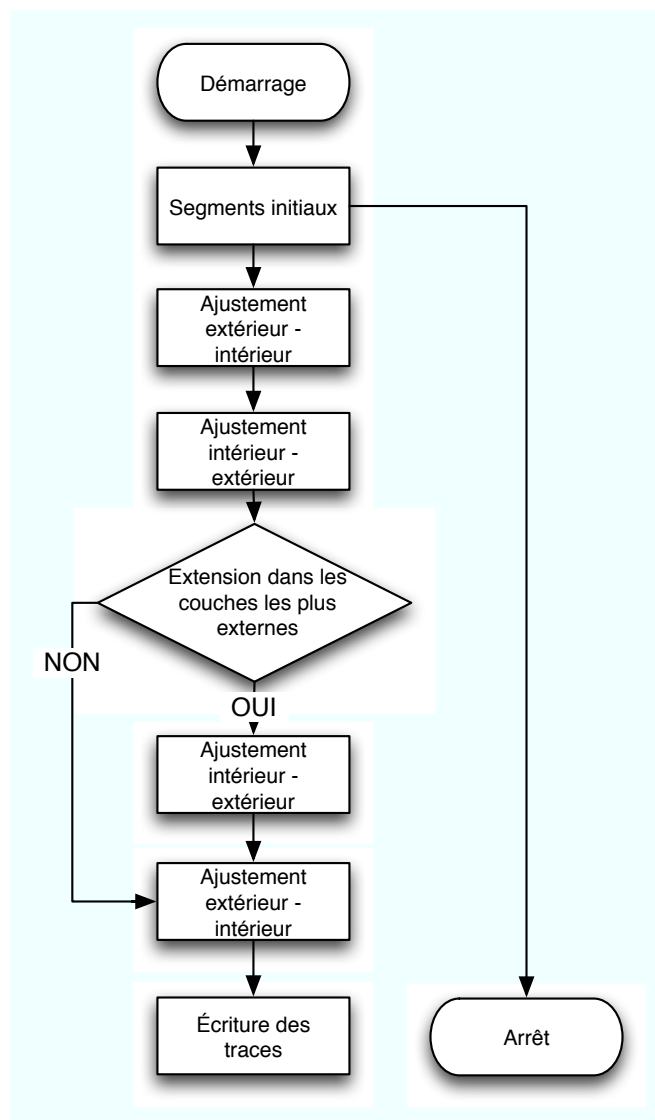 Démarrage
Segments initiaux
Ajustement
extérieur -
intérieur
Ajustement
intérieur -
extérieur
Extension dans les
couches les plus
externes
NON
OUI
Ajustement
intérieur -
extérieur
Ajustement
extérieur -
intérieur
Écriture des
traces
Arrêt